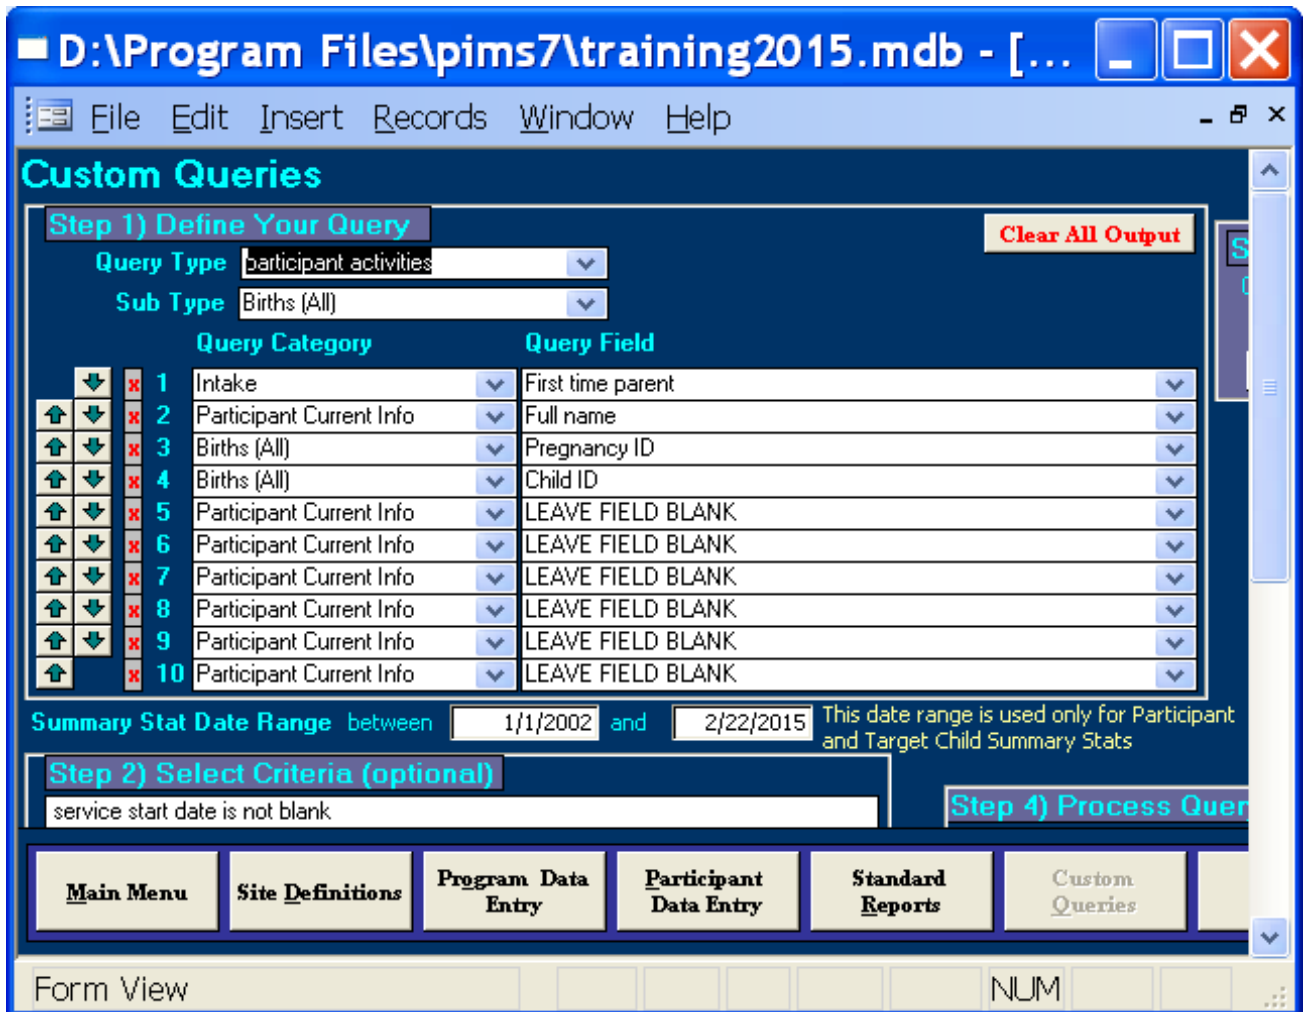 D:\Program Files\pims7\training2015.mdb - [...
File Edit Insert Records Window Help
Custom Queries
Step 1) Define Your Query
Clear All Output
Query Type participant activities
Sub Type Births (All)
Query Category Query Field
x 1 Intake First time parent
x 2 Participant Current Info Full name
x 3 Births (All) Pregnancy ID
x 4 Births (All) Child ID
x 5 Participant Current Info LEAVE FIELD BLANK
x 6 Participant Current Info LEAVE FIELD BLANK
x 7 Participant Current Info LEAVE FIELD BLANK
x 8 Participant Current Info LEAVE FIELD BLANK
x 9 Participant Current Info LEAVE FIELD BLANK
x 10 Participant Current Info LEAVE FIELD BLANK
Summary Stat Date Range between 1/1/2002 and 2/22/2015
This date range is used only for Participant
and Target Child Summary Stats
Step 2) Select Criteria (optional)
service start date is not blank
Step 4) Process Quer
Main Menu
Site Definitions
Program Data
Entry
Participant
Data Entry
Standard
Reports
Custom
Queries
Form View NUM